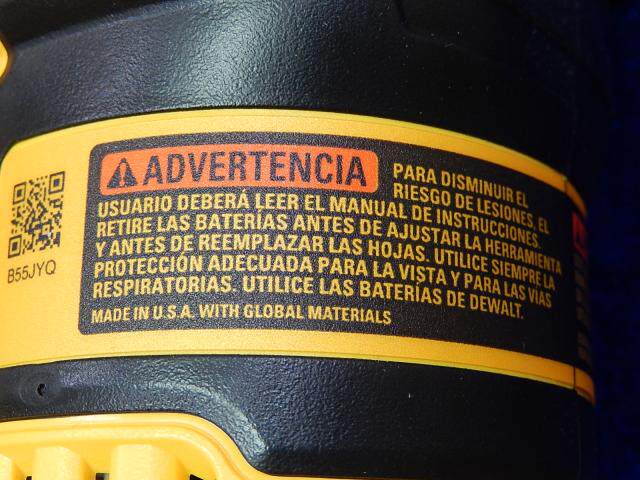 ADVERTENCIA PARA DISMINUIR EL
RIESGO DE LESIONES, EL
USUARIO DEBERÁ LEER EL MANUAL DE INSTRUCCIONES.
RETIRE LAS BATERÍAS ANTES DE AJUSTAR LA HERRAMIENTA
Y ANTES DE REEMPLAZAR LAS HOJAS. UTILICE SIEMPRE LA
PROTECCIÓN ADECUADA PARA LA VISTA Y PARA LAS VÍAS
RESPIRATORIAS. UTILICE LAS BATERÍAS DE DEWALT.
MADE IN U.S.A. WITH GLOBAL MATERIALS
B55JYQ